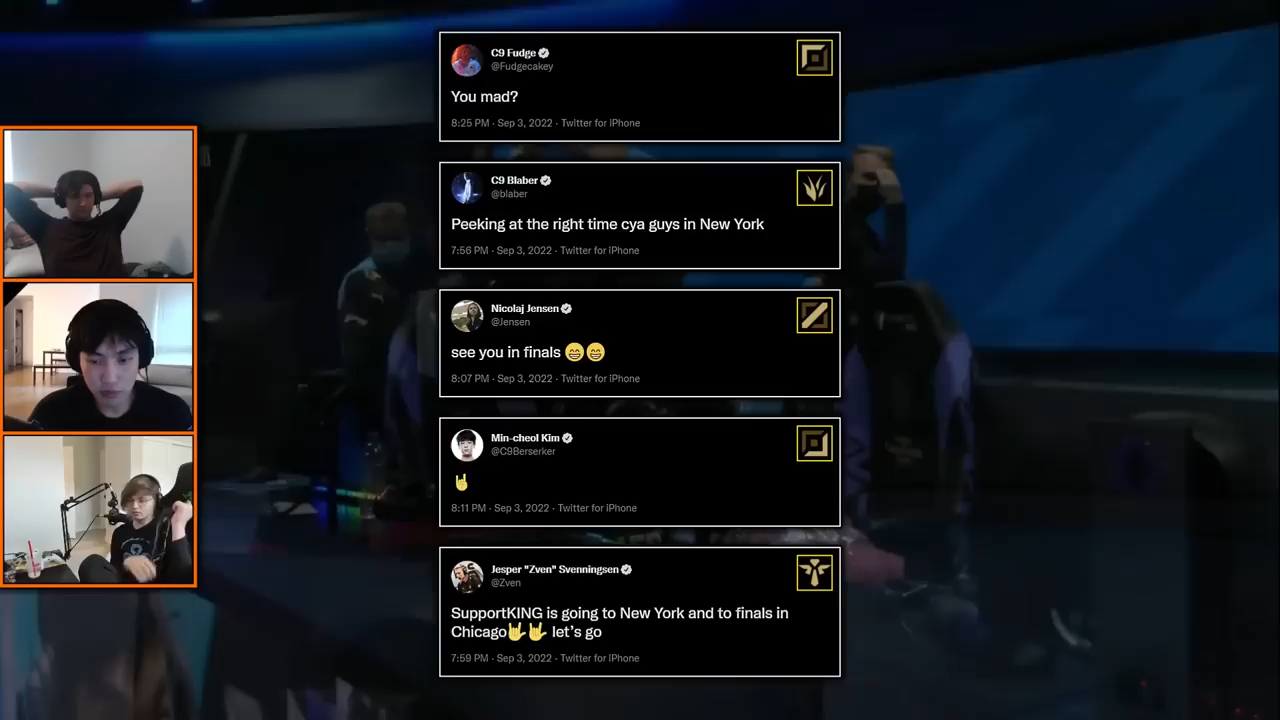 C9 Fudge
@Fudgecakey
You mad?
8:25 PM · Sep 3, 2022 · Twitter for iPhone
C9 Blaber
@blaber
Peeking at the right time cya guys in New York
7:56 PM · Sep 3, 2022 · Twitter for iPhone
Nicolaj Jensen
@Jensen
see you in finals 😁😁
8:07 PM · Sep 3, 2022 · Twitter for iPhone
Min-cheol Kim
@C9Berserker
🤘
8:11 PM · Sep 3, 2022 · Twitter for iPhone
Jesper "Zven" Svenningsen
@Zven
SupportKING is going to New York and to finals in
Chicago🤟🤟 let's go
7:59 PM · Sep 3, 2022 · Twitter for iPhone